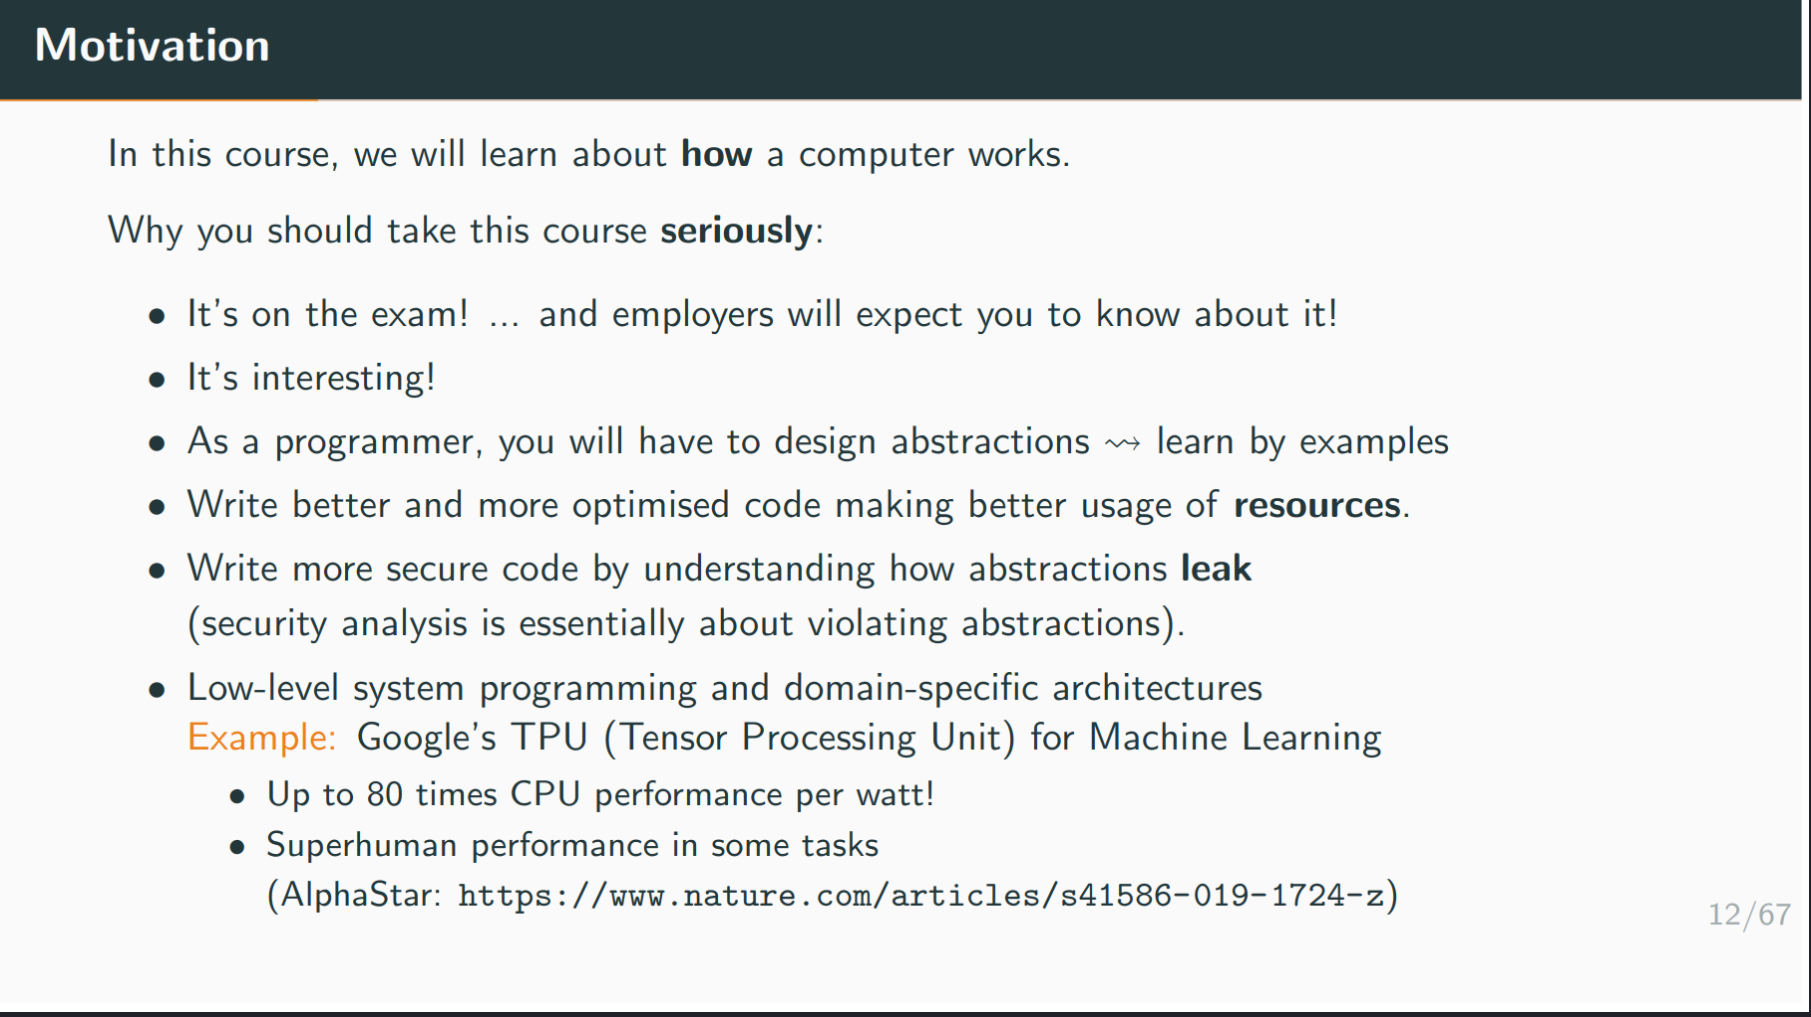 Motivation
In this course, we will learn about how a computer works.
Why you should take this course seriously:
• It's on the exam! ... and employers will expect you to know about it!
• It's interesting!
• As a programmer, you will have to design abstractions ⇝ learn by examples
• Write better and more optimised code making better usage of resources.
• Write more secure code by understanding how abstractions leak
(security analysis is essentially about violating abstractions).
• Low-level system programming and domain-specific architectures
Example: Google's TPU (Tensor Processing Unit) for Machine Learning
• Up to 80 times CPU performance per watt!
• Superhuman performance in some tasks
(AlphaStar: https://www.nature.com/articles/s41586-019-1724-z)
12/67